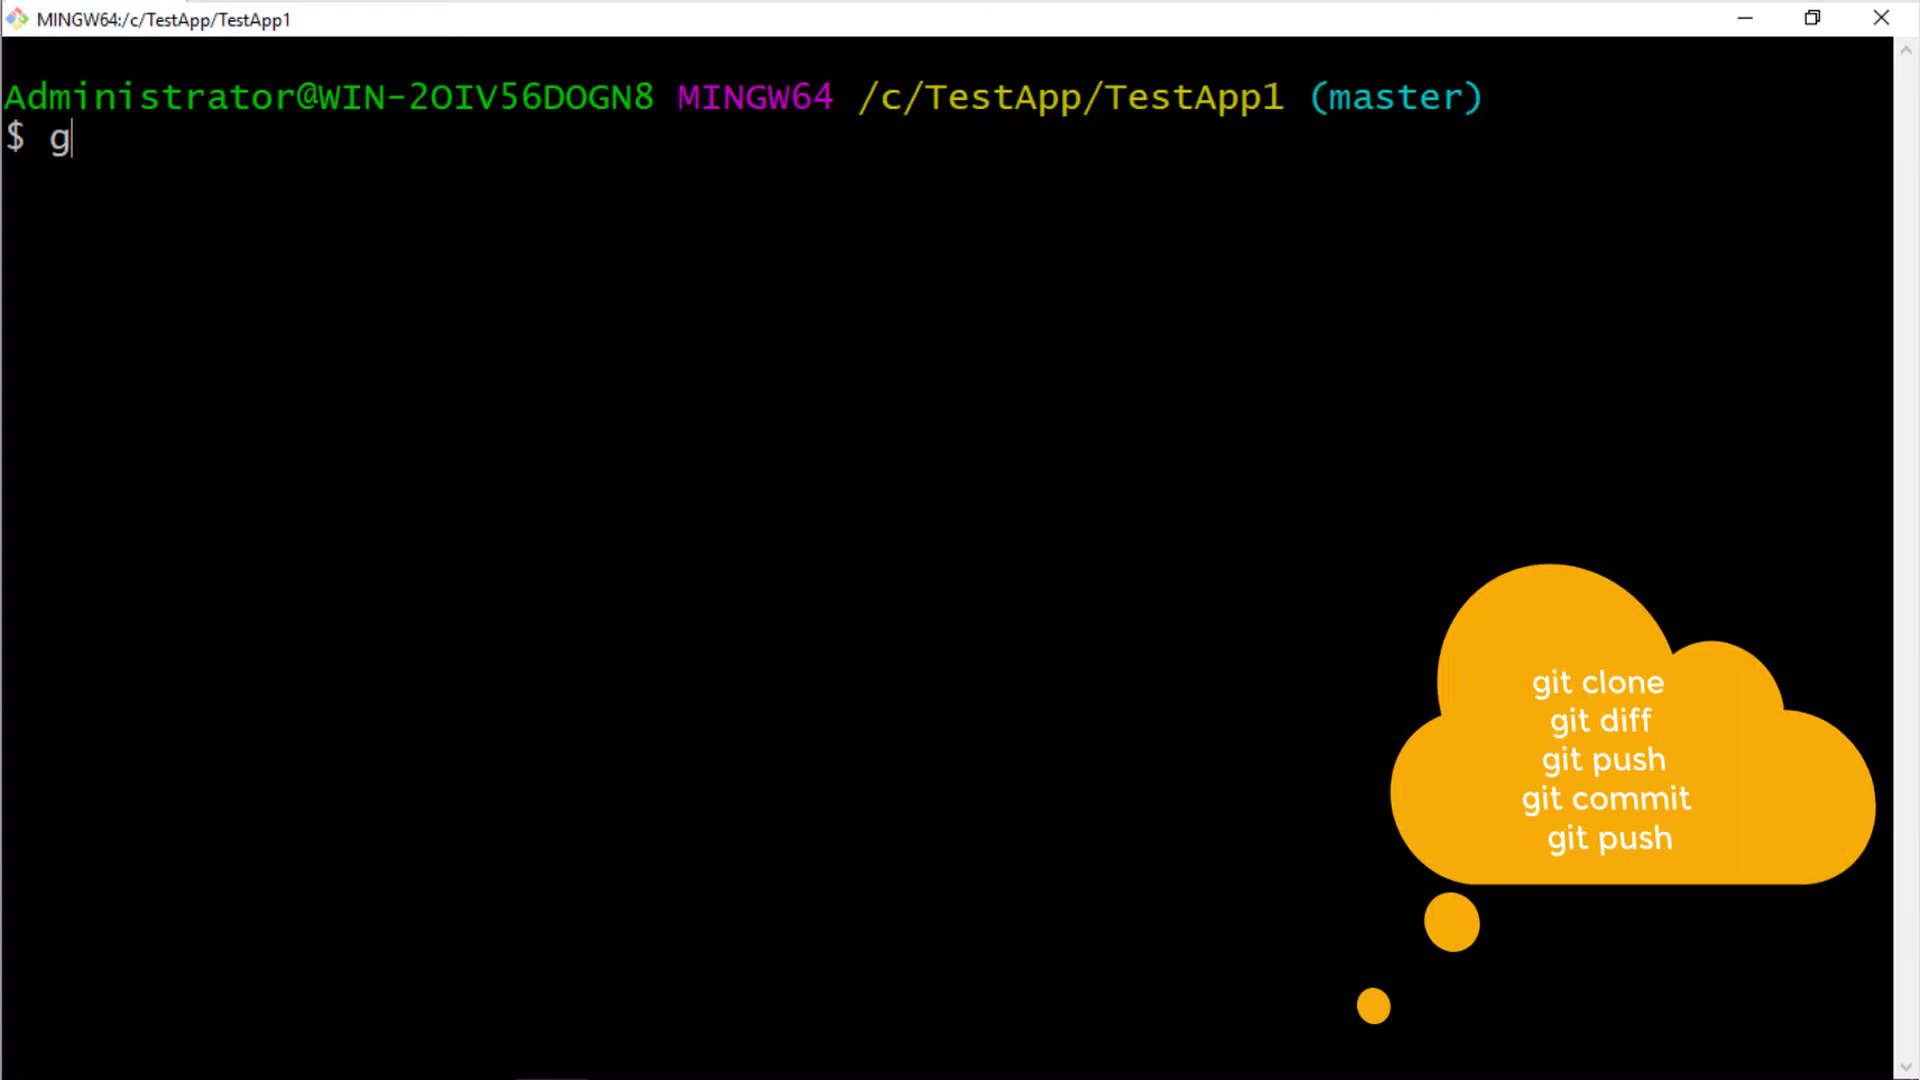 MINGW64:/c/TestApp/TestApp1
Administrator@WIN-2OIV56DOGN8 MINGW64 /c/TestApp/TestApp1 (master)
$ g
git clone
git diff
git push
git commit
git push